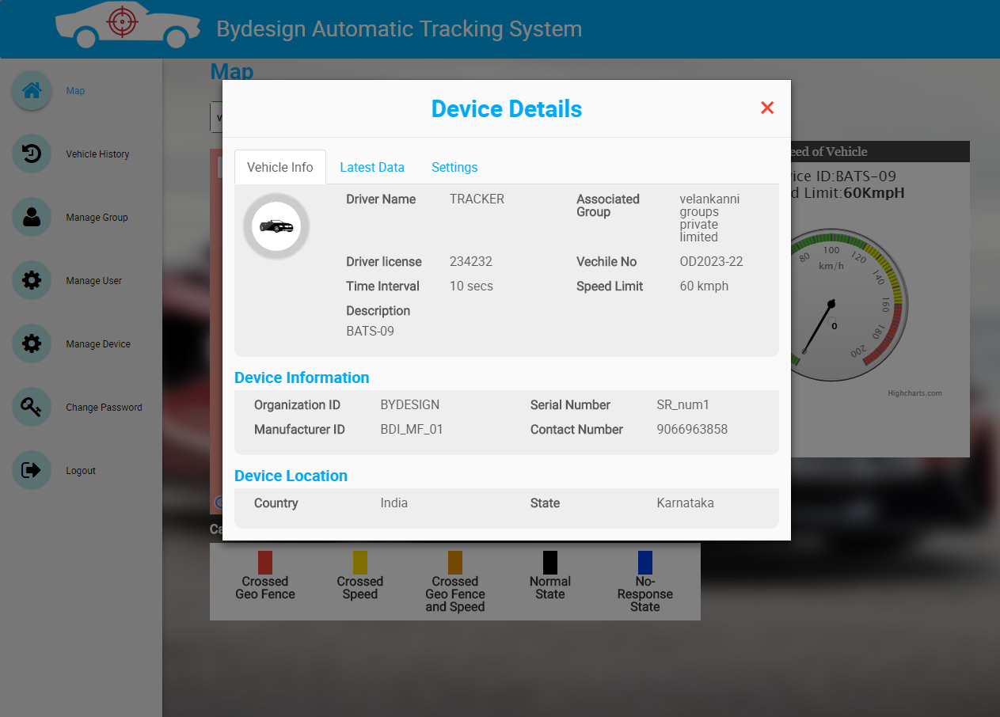 Bydesign Automatic Tracking System
Map
Map
Vehicle History
Manage Group
Manage User
Manage Device
Change Password
Logout
Device Details
Vehicle Info
Latest Data
Settings
Driver Name
TRACKER
Associated
Group
velankanni
groups
private
limited
Driver license
234232
Vechile No
OD2023-22
Time Interval
10 secs
Speed Limit
60 kmph
Description
BATS-09
Device Information
Organization ID
BYDESIGN
Serial Number
SR_num1
Manufacturer ID
BDI_MF_01
Contact Number
9066963858
Device Location
Country
India
State
Karnataka
eed of Vehicle
ice ID:BATS-09
d Limit:60KmpH
80
100
120
140
160
180
200
km/h
0
Highcharts.com
Ca
Crossed
Geo Fence
Crossed
Speed
Crossed
Geo Fence
and Speed
Normal
State
No-
Response
State